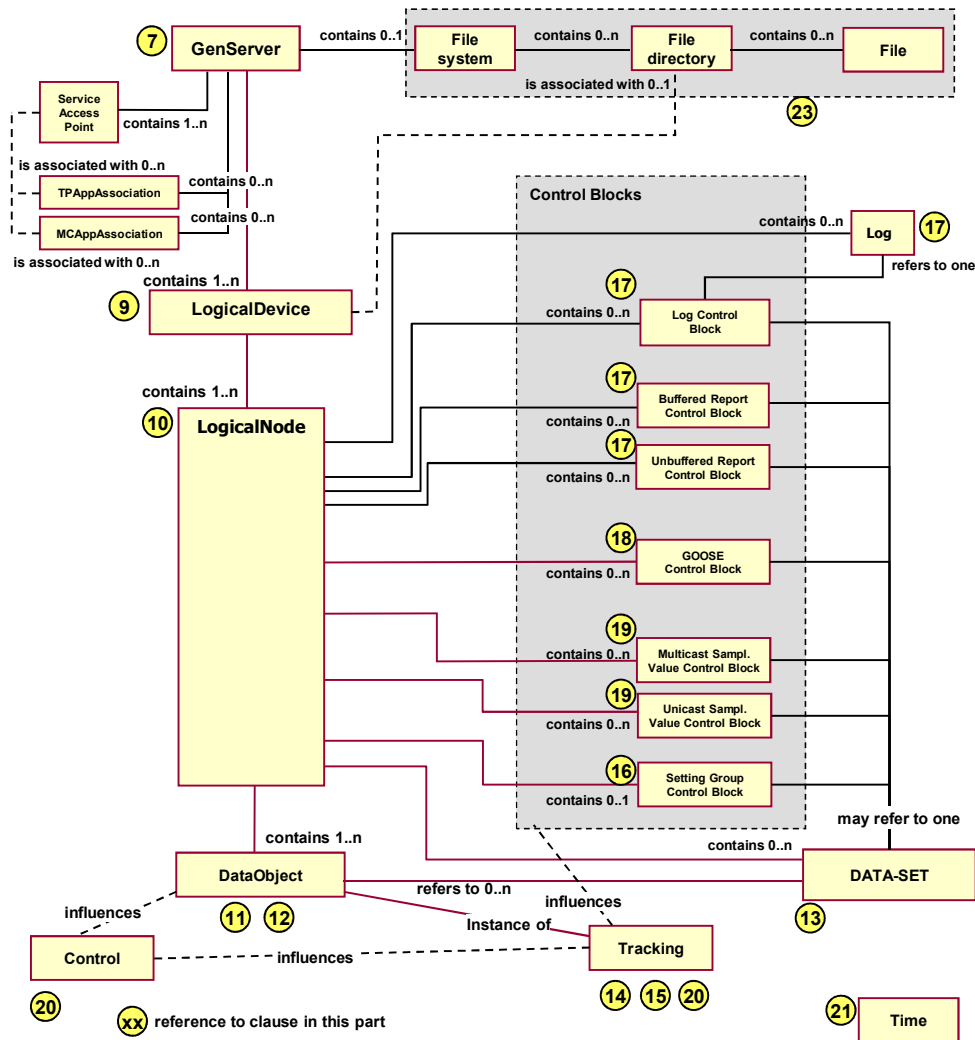 7
GenServer
contains 0..1
File
system
contains 0..n
File
directory
contains 0..n
File
is associated with 0..1
23
Service
Access
Point
contains 1..n
is associated with 0..n
TPAppAssociation
contains 0..n
contains 0..n
MCAppAssociation
is associated with 0..n
Control Blocks
contains 0..n
Log
17
refers to one
contains 1..n
9
LogicalDevice
17
contains 0..n
Log Control
Block
contains 1..n
10
LogicalNode
17
Buffered Report
Control Block
contains 0..n
17
Unbuffered Report
Control Block
contains 0..n
18
GOOSE
Control Block
contains 0..n
19
Multicast Sampl.
Value Control Block
contains 0..n
19
Unicast Sampl.
Value Control Block
contains 0..n
16
Setting Group
Control Block
contains 0..1
may refer to one
contains 1..n
contains 0..n
DataObject
DATA-SET
refers to 0..n
influences
11
12
influences
13
Instance of
Control
influences
Tracking
20
14
15
20
xx
reference to clause in this part
21
Time